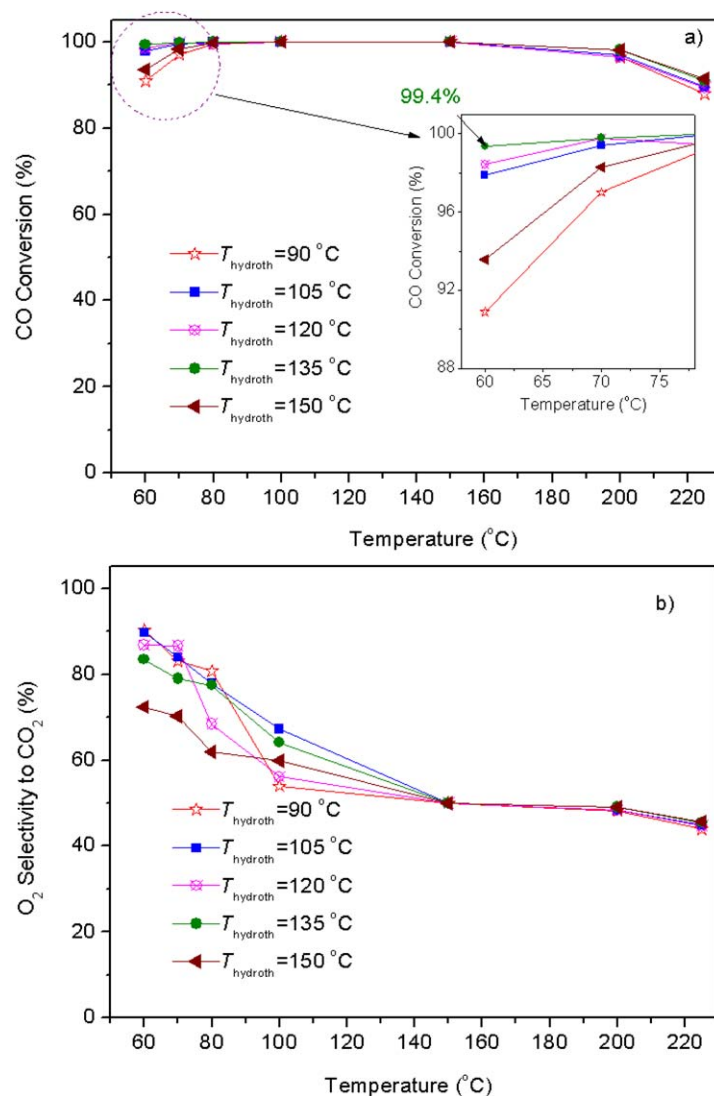 a)
100
80
60
40
20
0
CO Conversion (%)
99.4%
100
96
92
88
CO Conversion (%)
60 65 70 75
Temperature (°C)
T hydroth=90 °C
T hydroth=105 °C
T hydroth=120 °C
T hydroth=135 °C
T hydroth=150 °C
60 80 100 120 140 160 180 200 220
Temperature (°C)
b)
100
80
60
40
20
0
O2 Selectivity to CO2 (%)
T hydroth=90 °C
T hydroth=105 °C
T hydroth=120 °C
T hydroth=135 °C
T hydroth=150 °C
60 80 100 120 140 160 180 200 220
Temperature (°C)